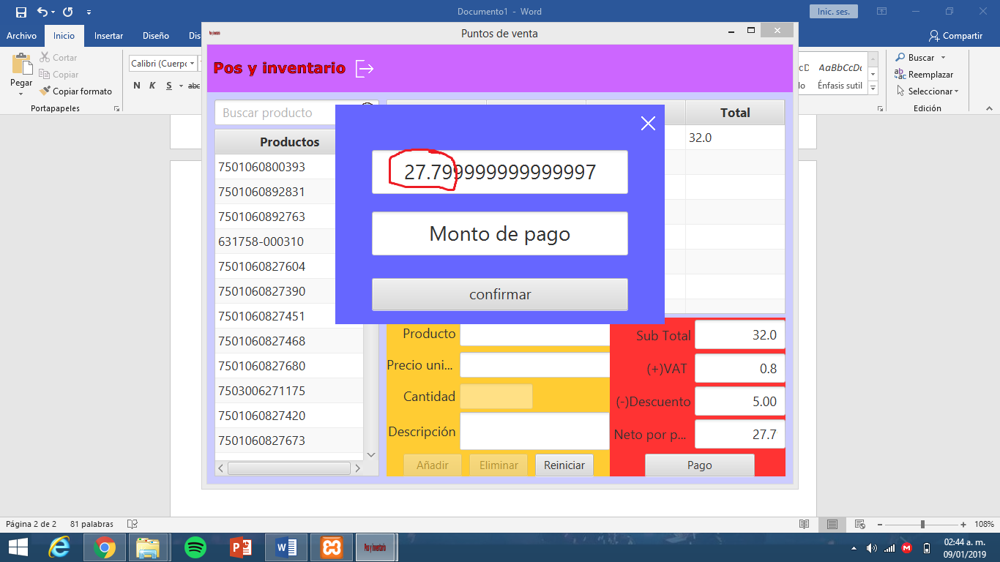 Documento1 - Word
Inic. ses.
Archivo Inicio Insertar Diseño Dis
Compartir
Puntos de venta
Pegar
Cortar
Copiar
Copiar formato
Portapapeles
Calibri (Cuerpo
N K S abc
AaBbCcDc
Énfasis sutil
Buscar
Reemplazar
Seleccionar
Edición
Pos y inventario
Buscar producto
Productos
7501060800393
7501060892831
7501060892763
631758-000310
7501060827604
7501060827390
7501060827451
7501060827468
7501060827680
7503006271175
7501060827420
7501060827673
Total
32.0
27.799999999999997
Monto de pago
confirmar
Producto
Precio uni...
Cantidad
Descripción
Añadir Eliminar Reiniciar
Sub Total 32.0
(+)VAT 0.8
(-)Descuento 5.00
Neto por p... 27.7
Pago
Página 2 de 2 81 palabras
108%
Pos y inventario
02:44 a. m.
09/01/2019